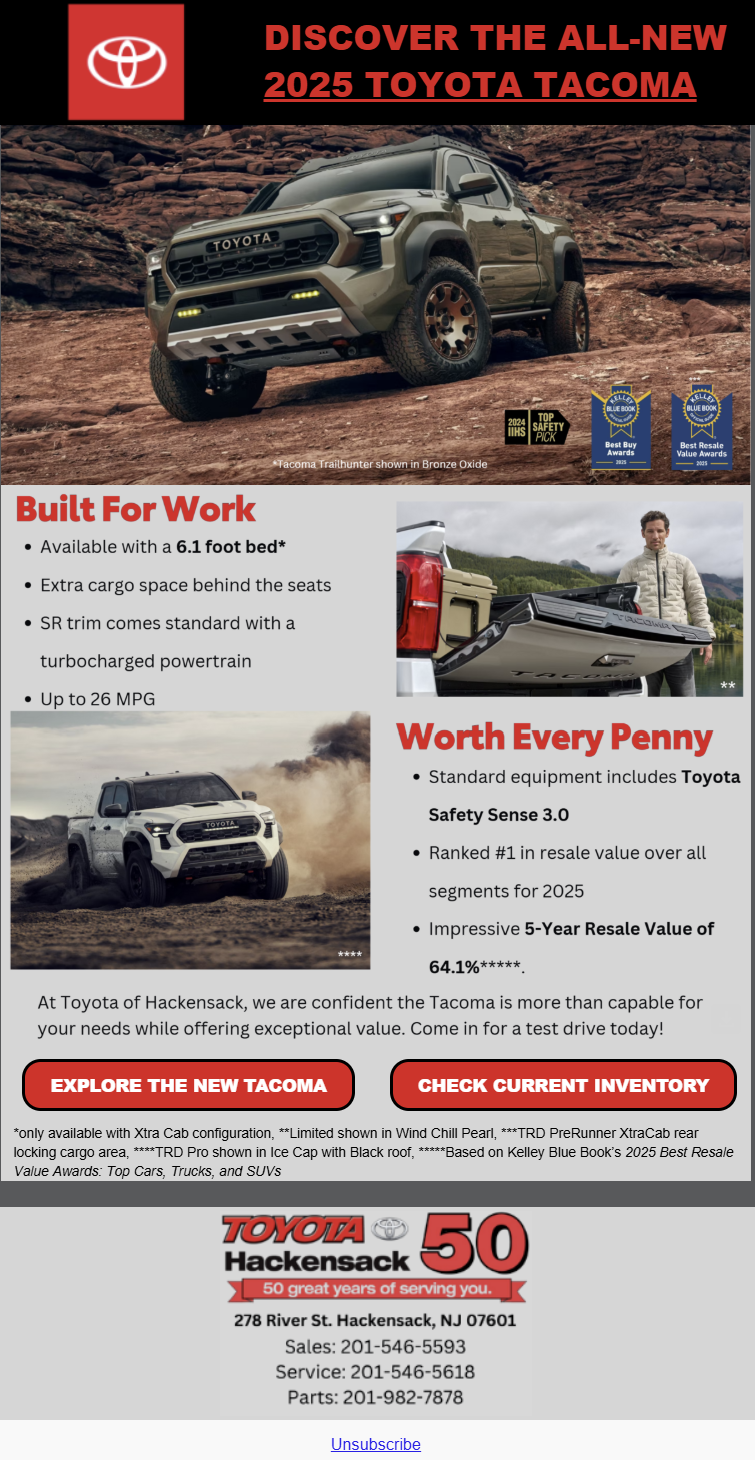 DISCOVER THE ALL-NEW
2025 TOYOTA TACOMA
TOYOTA
2024
IIHS
TOP
SAFETY
PICK
KELLEY
BLUE BOOK
Best Buy
Awards
2025
***
KELLEY
BLUE BOOK
Best Resale
Value Awards
2025
*Tacoma Trailhunter shown in Bronze Oxide
Built For Work
• Available with a 6.1 foot bed*
• Extra cargo space behind the seats
• SR trim comes standard with a
turbocharged powertrain
• Up to 26 MPG
TACOMA
TACOMA
**
TOYOTA
****
Worth Every Penny
• Standard equipment includes Toyota
Safety Sense 3.0
• Ranked #1 in resale value over all
segments for 2025
• Impressive 5-Year Resale Value of
64.1%*****.
At Toyota of Hackensack, we are confident the Tacoma is more than capable for
your needs while offering exceptional value. Come in for a test drive today!
EXPLORE THE NEW TACOMA
CHECK CURRENT INVENTORY
*only available with Xtra Cab configuration, **Limited shown in Wind Chill Pearl, ***TRD PreRunner XtraCab rear
locking cargo area, ****TRD Pro shown in Ice Cap with Black roof, *****Based on Kelley Blue Book's 2025 Best Resale
Value Awards: Top Cars, Trucks, and SUVs
TOYOTA 50
Hackensack
50 great years of serving you.
278 River St. Hackensack, NJ 07601
Sales: 201-546-5593
Service: 201-546-5618
Parts: 201-982-7878
Unsubscribe